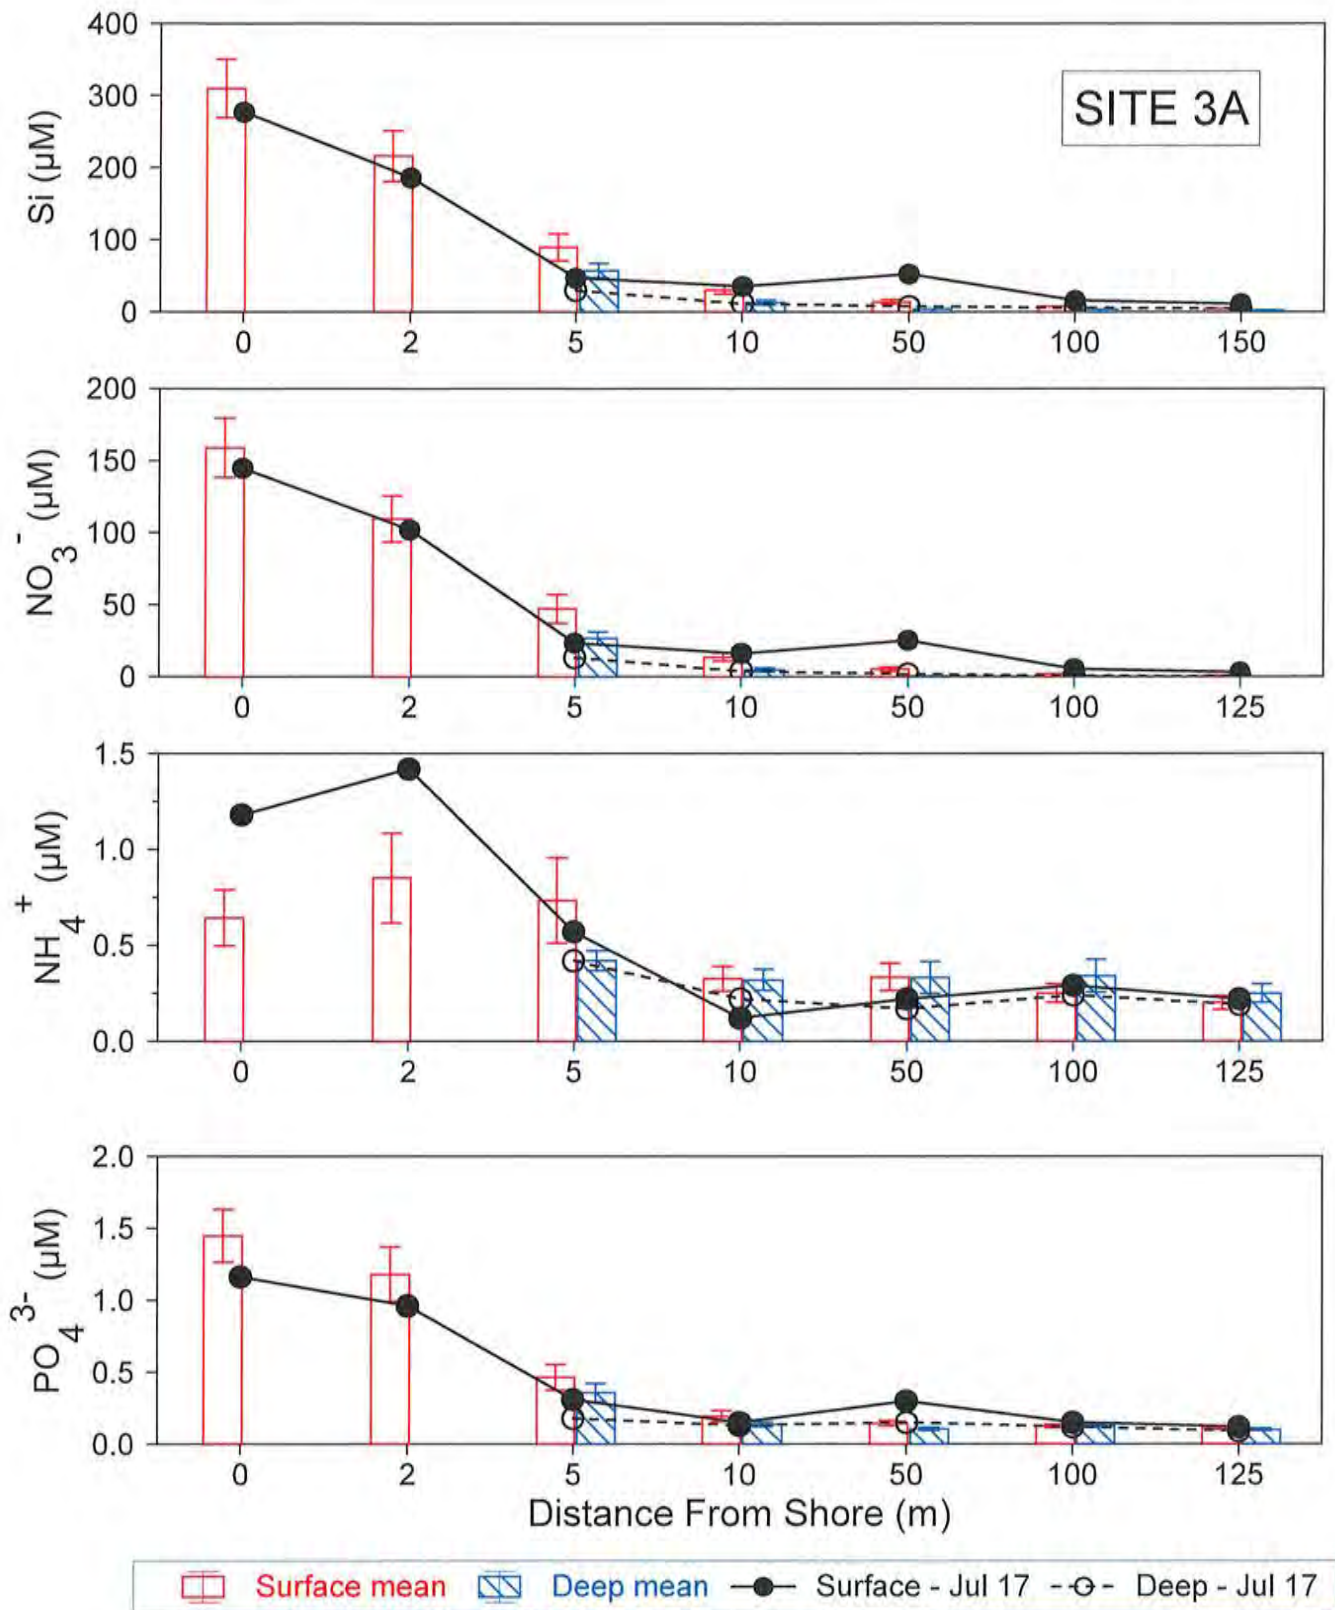 400
300
200
100
0
Si (µM)
SITE 3A
0 2 5 10 50 100 150
200
150
100
50
0
NO3- (µM)
0 2 5 10 50 100 125
1.5
1.0
0.5
0.0
NH4+ (µM)
0 2 5 10 50 100 125
2.0
1.5
1.0
0.5
0.0
PO43- (µM)
0 2 5 10 50 100 125
Distance From Shore (m)
Surface mean Deep mean Surface - Jul 17 Deep - Jul 17